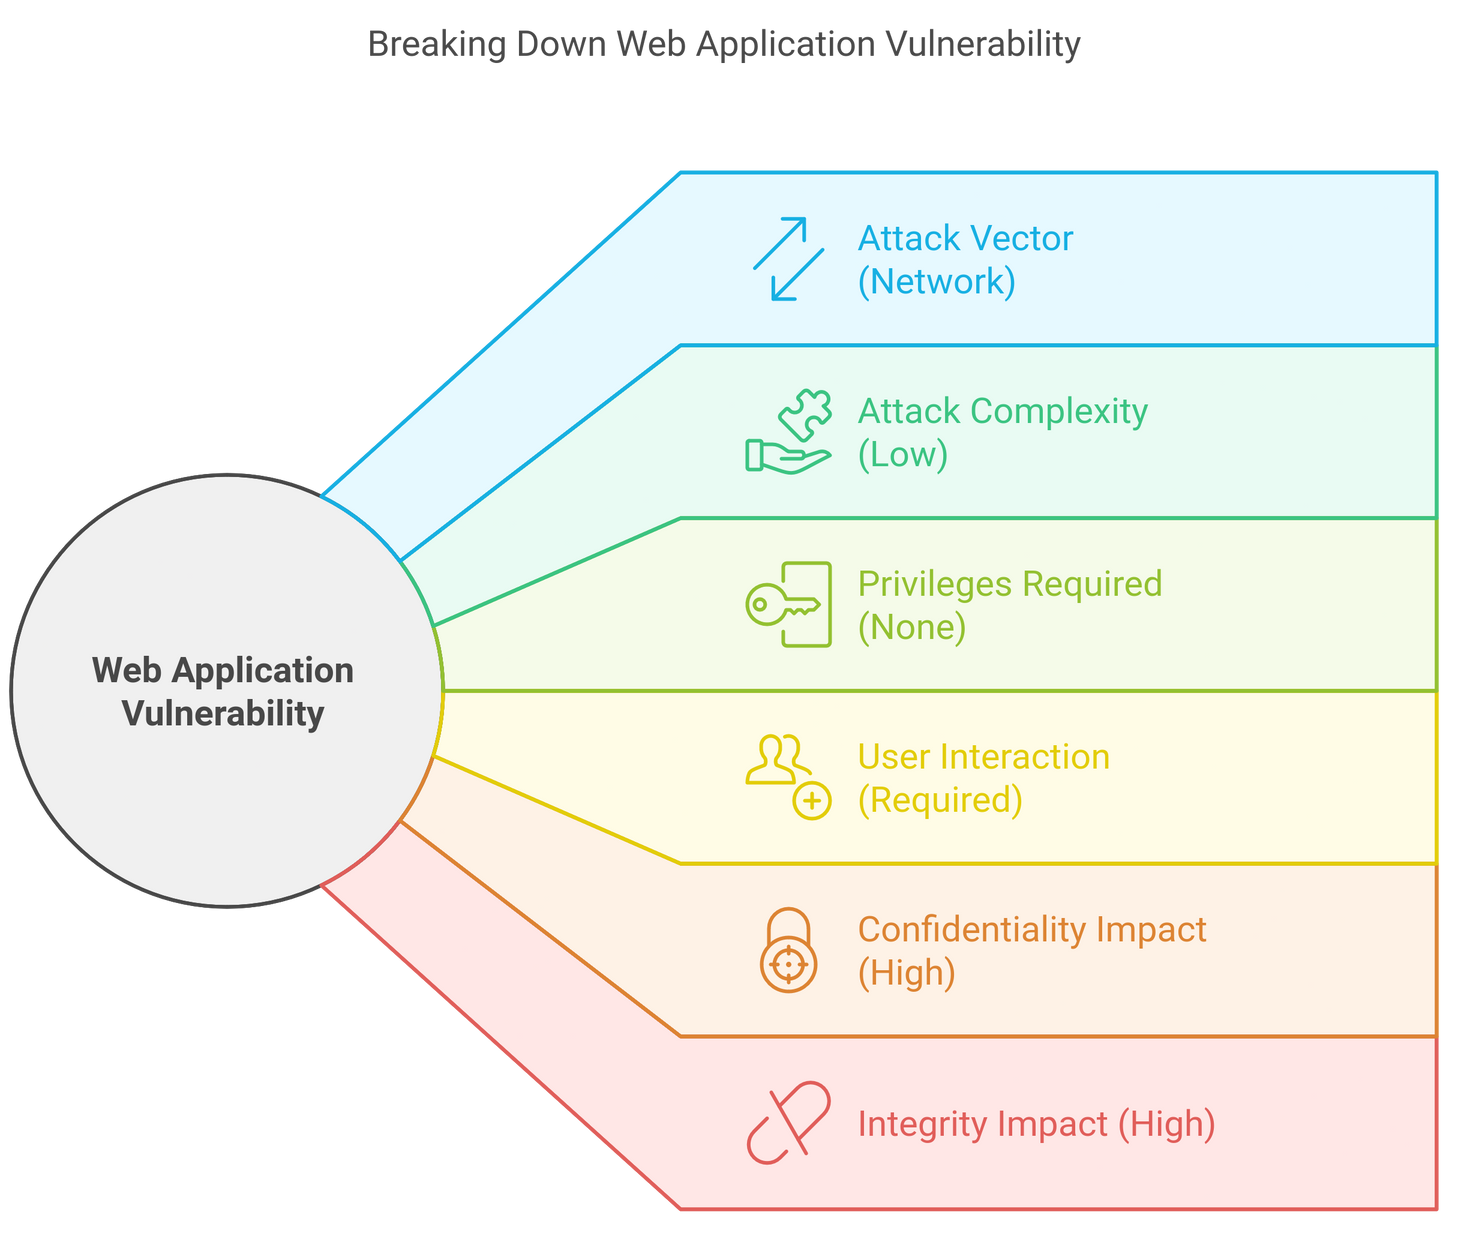 Breaking Down Web Application Vulnerability
Attack Vector
(Network)
Attack Complexity
(Low)
Privileges Required
(None)
Web Application
Vulnerability
User Interaction
(Required)
Confidentiality Impact
(High)
Integrity Impact (High)